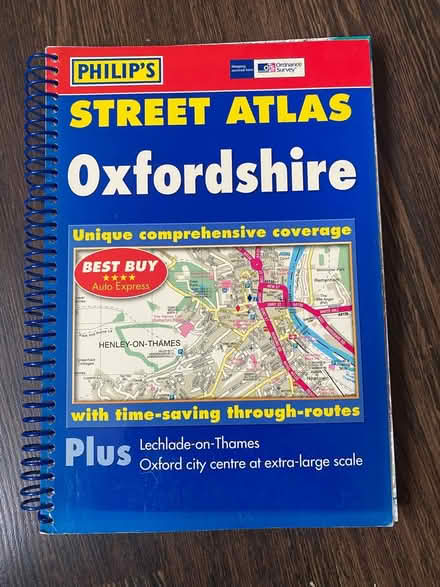 PHILIP'S
Ordnance
Survey
STREET ATLAS
Oxfordshire
Unique comprehensive coverage
BEST BUY
Auto Express
HENLEY-ON-THAMES
with time-saving through-routes
Plus
Lechlade-on-Thames
Oxford city centre at extra-large scale